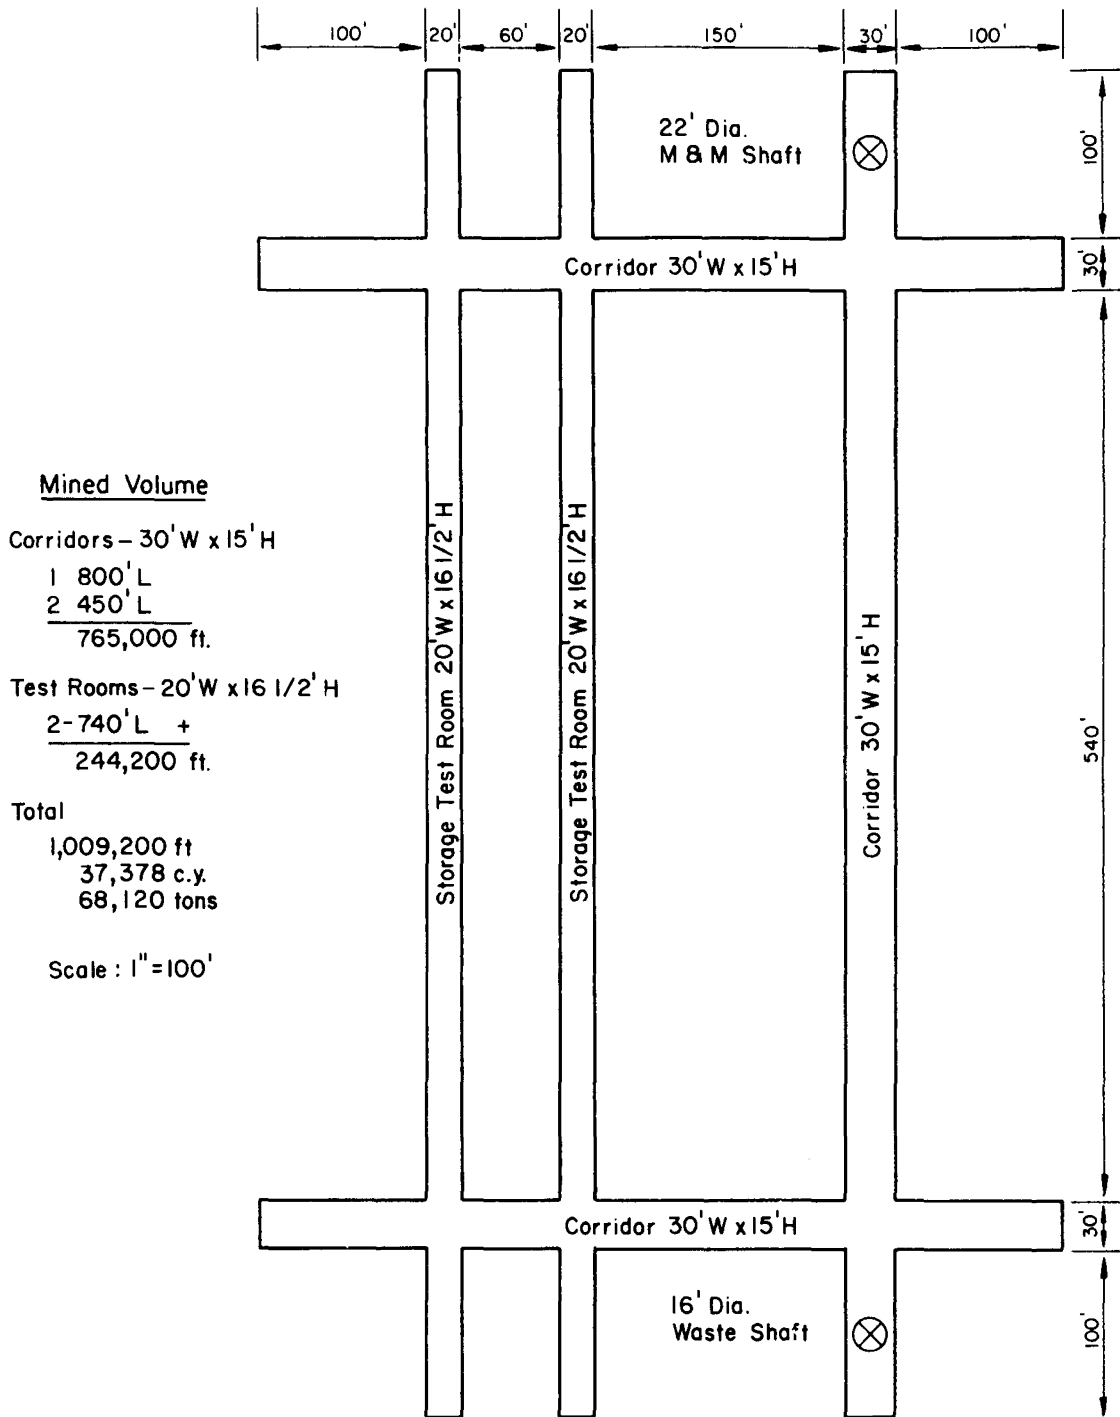 100' 20' 60' 20' 150' 30' 100'
22' Dia.
M & M Shaft
100'
Corridor 30'W x 15'H
30'
Mined Volume
Corridors – 30'W x 15'H
1 800'L
2 450'L
765,000 ft.
Test Rooms – 20'W x 16 1/2'H
2-740'L +
244,200 ft.
Total
1,009,200 ft
37,378 c.y.
68,120 tons
Scale : 1" = 100'
Storage Test Room 20'W x 16 1/2'H
Storage Test Room 20'W x 16 1/2'H
Corridor 30'W x 15'H
540'
Corridor 30'W x 15'H
30'
16' Dia.
Waste Shaft
100'